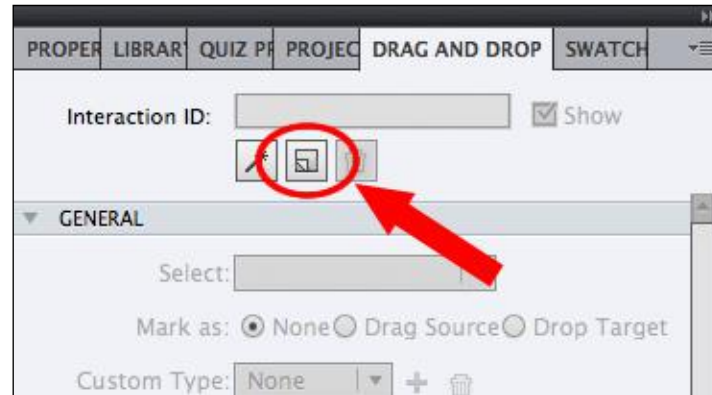 PROPER LIBRAR QUIZ PR PROJEC DRAG AND DROP SWATCH
Interaction ID: Show
GENERAL
Select:
Mark as: None Drag Source Drop Target
Custom Type: None